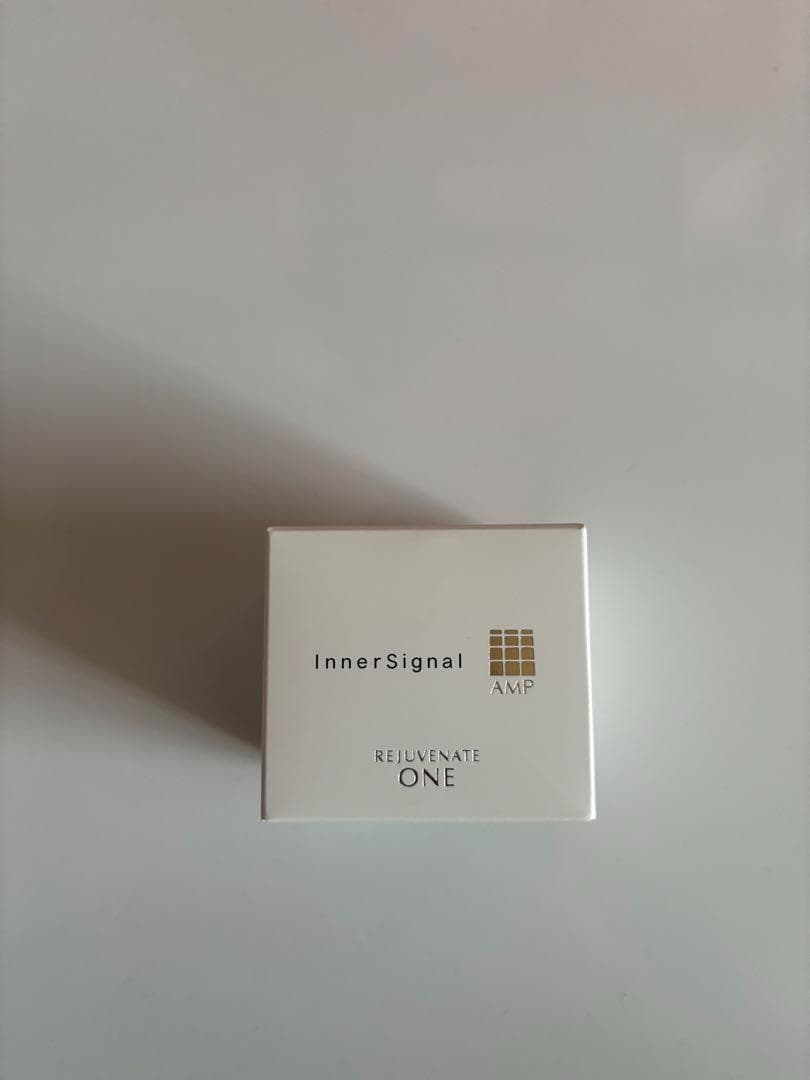 InnerSignal
AMP
REJUVENATE
ONE